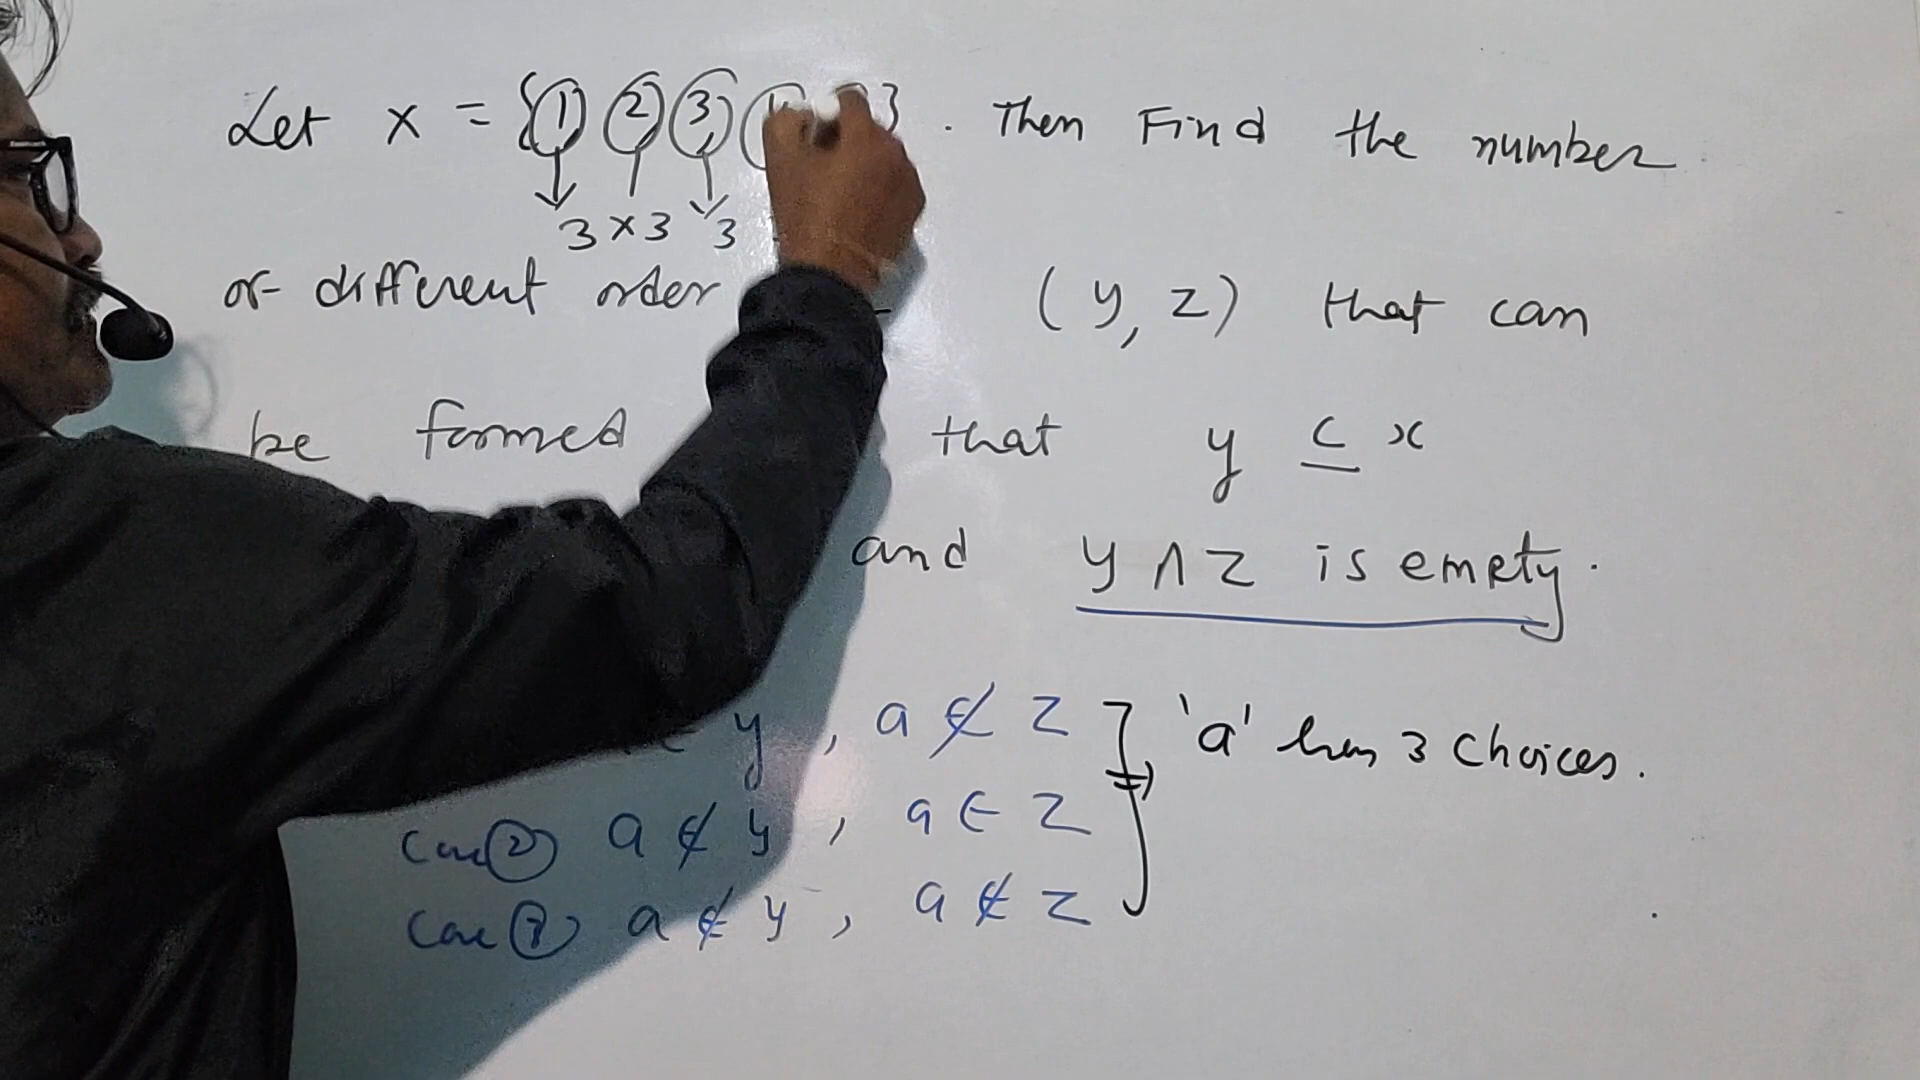 Let x = {1 2 3 } . Then Find the number
3 x 3 3
of different order (y, z) that can
be formed that y ⊆ x
and y ∩ z is empty.
y , a ∉ z 'a' has 3 choices.
Case ② a ∉ y , a ∈ z
Case ③ a ∉ y , a ∉ z